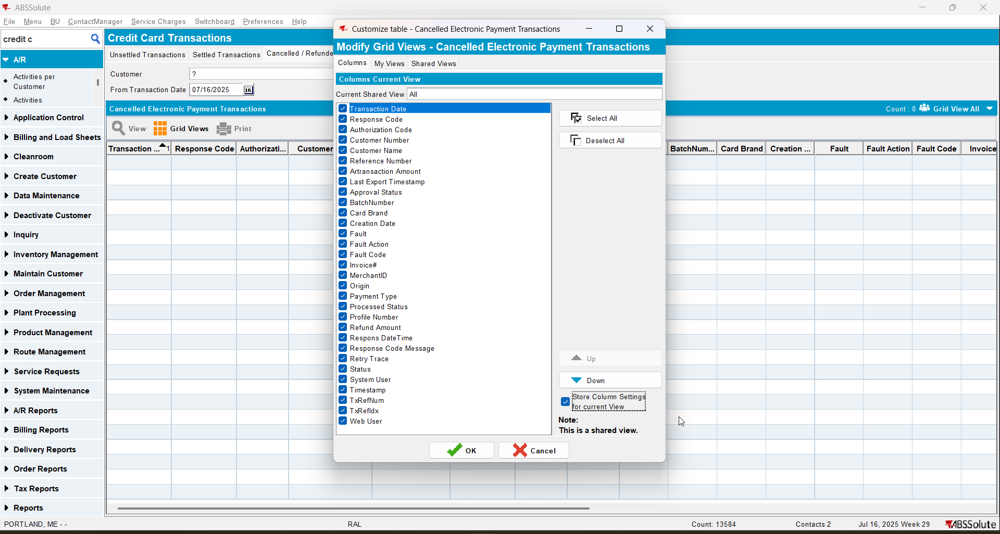 ABSSolute
File Menu BU ContactManager Service Charges Switchboard Preferences Help
credit c
A/R
Activities per
Customer
Activities
Application Control
Billing and Load Sheets
Cleanroom
Create Customer
Data Maintenance
Deactivate Customer
Inquiry
Inventory Management
Maintain Customer
Order Management
Plant Processing
Product Management
Route Management
Service Requests
System Maintenance
A/R Reports
Billing Reports
Delivery Reports
Order Reports
Tax Reports
Reports
Credit Card Transactions
Unsettled Transactions Settled Transactions Cancelled / Refunde
Customer ?
From Transaction Date 07/16/2025 16
Cancelled Electronic Payment Transactions
Count : 0 Grid View All
View Grid Views Print
Transaction ... 1 Response Code Authorizati... Customer
BatchNum... Card Brand Creation ... Fault Fault Action Fault Code Invoice
Customize table - Cancelled Electronic Payment Transactions
Modify Grid Views - Cancelled Electronic Payment Transactions
Columns My Views Shared Views
Columns Current View
Current Shared View All
Transaction Date
Response Code
Authorization Code
Customer Number
Customer Name
Reference Number
Artransaction Amount
Last Export Timestamp
Approval Status
BatchNumber
Card Brand
Creation Date
Fault
Fault Action
Fault Code
Invoice#
MerchantID
Origin
Payment Type
Processed Status
Profile Number
Refund Amount
Respons DateTime
Response Code Message
Retry Trace
Status
System User
Timestamp
TxRefNum
TxRefIdx
Web User
Select All
Deselect All
Up
Down
Store Column Settings
for current View
Note:
This is a shared view.
OK Cancel
PORTLAND, ME - - RAL Count: 13584 Contacts 2 Jul 16, 2025 Week 29 ABSSolute